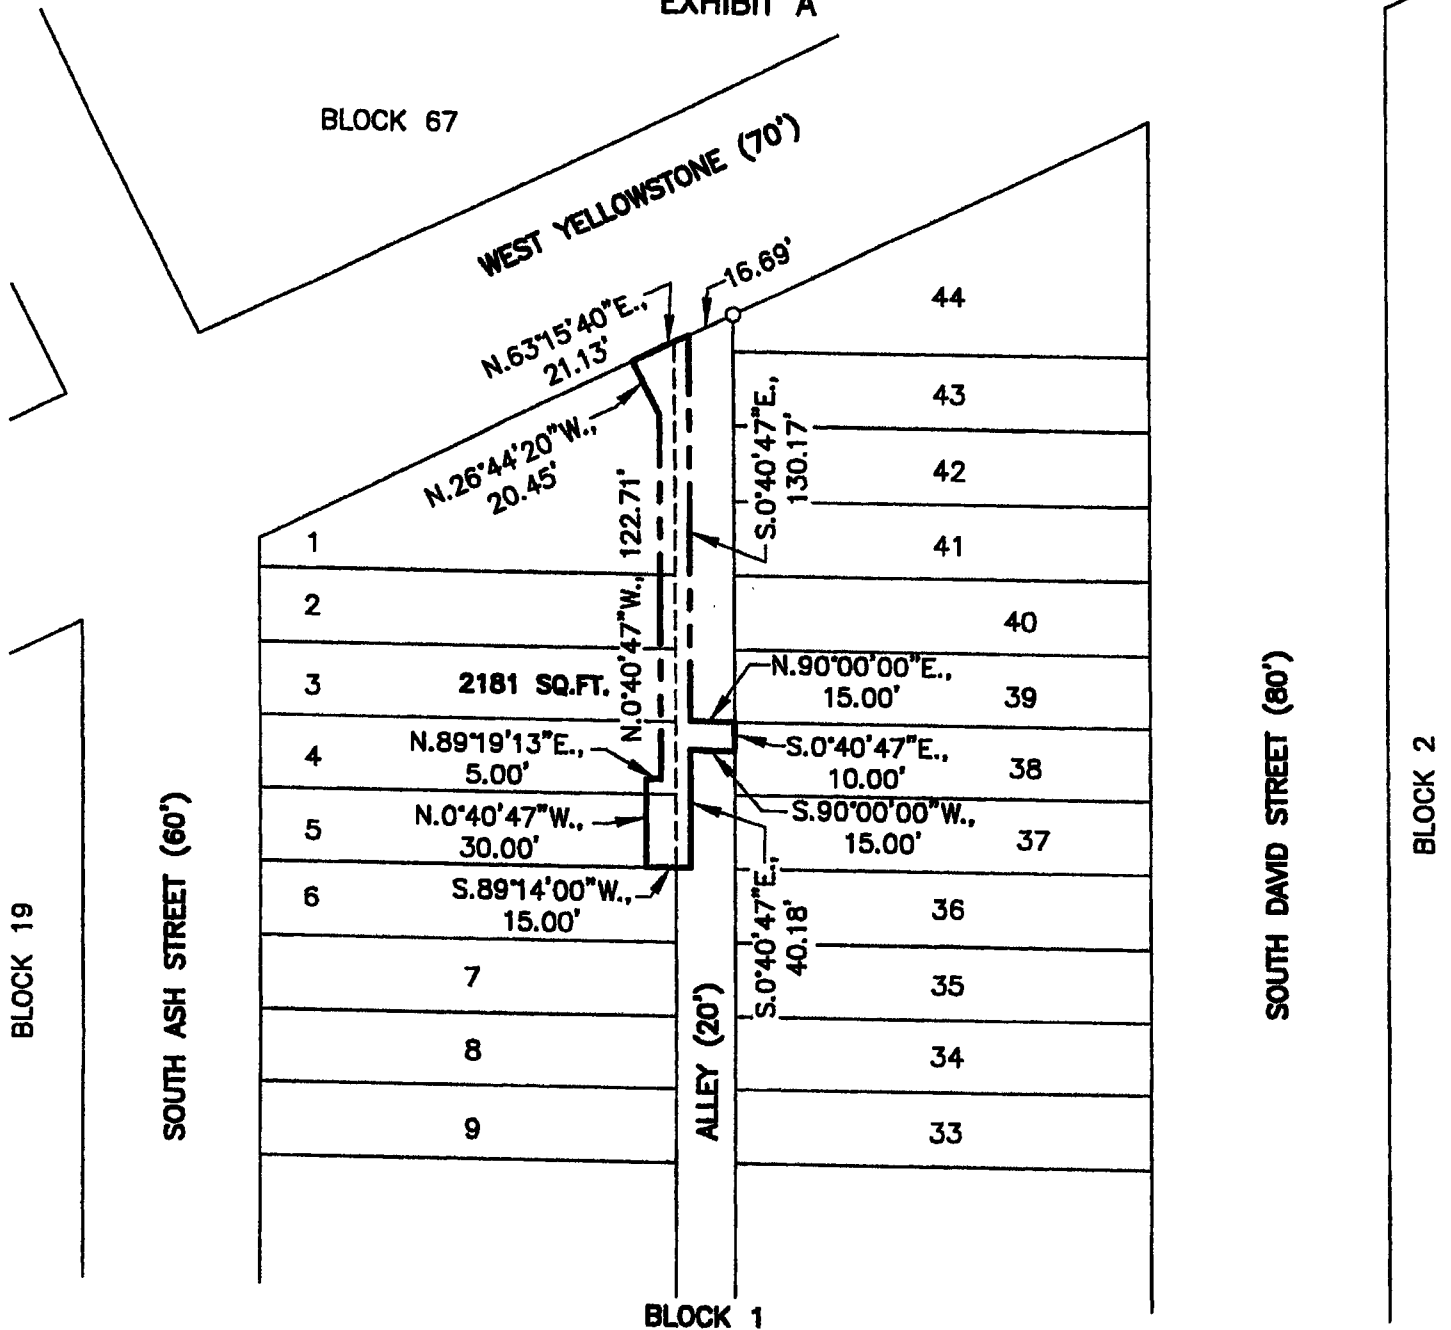 EXHIBIT A
BLOCK 67
WEST YELLOWSTONE (70')
16.69'
N.63°15'40"E.,
21.13'
N.26°44'20"W.,
20.45'
N.0°40'47"W., 122.71'
S.0°40'47"E.,
130.17'
44
43
42
41
40
39
38
37
36
35
34
33
1
2
3
4
5
6
7
8
9
2181 SQ.FT.
N.90°00'00"E.,
15.00'
N.89°19'13"E.,
5.00'
S.0°40'47"E.,
10.00'
N.0°40'47"W.,
30.00'
S.90°00'00"W.,
15.00'
S.89°14'00"W.,
15.00'
S.0°40'47"E.,
40.18'
ALLEY (20')
SOUTH ASH STREET (60')
SOUTH DAVID STREET (80')
BLOCK 19
BLOCK 2
BLOCK 1